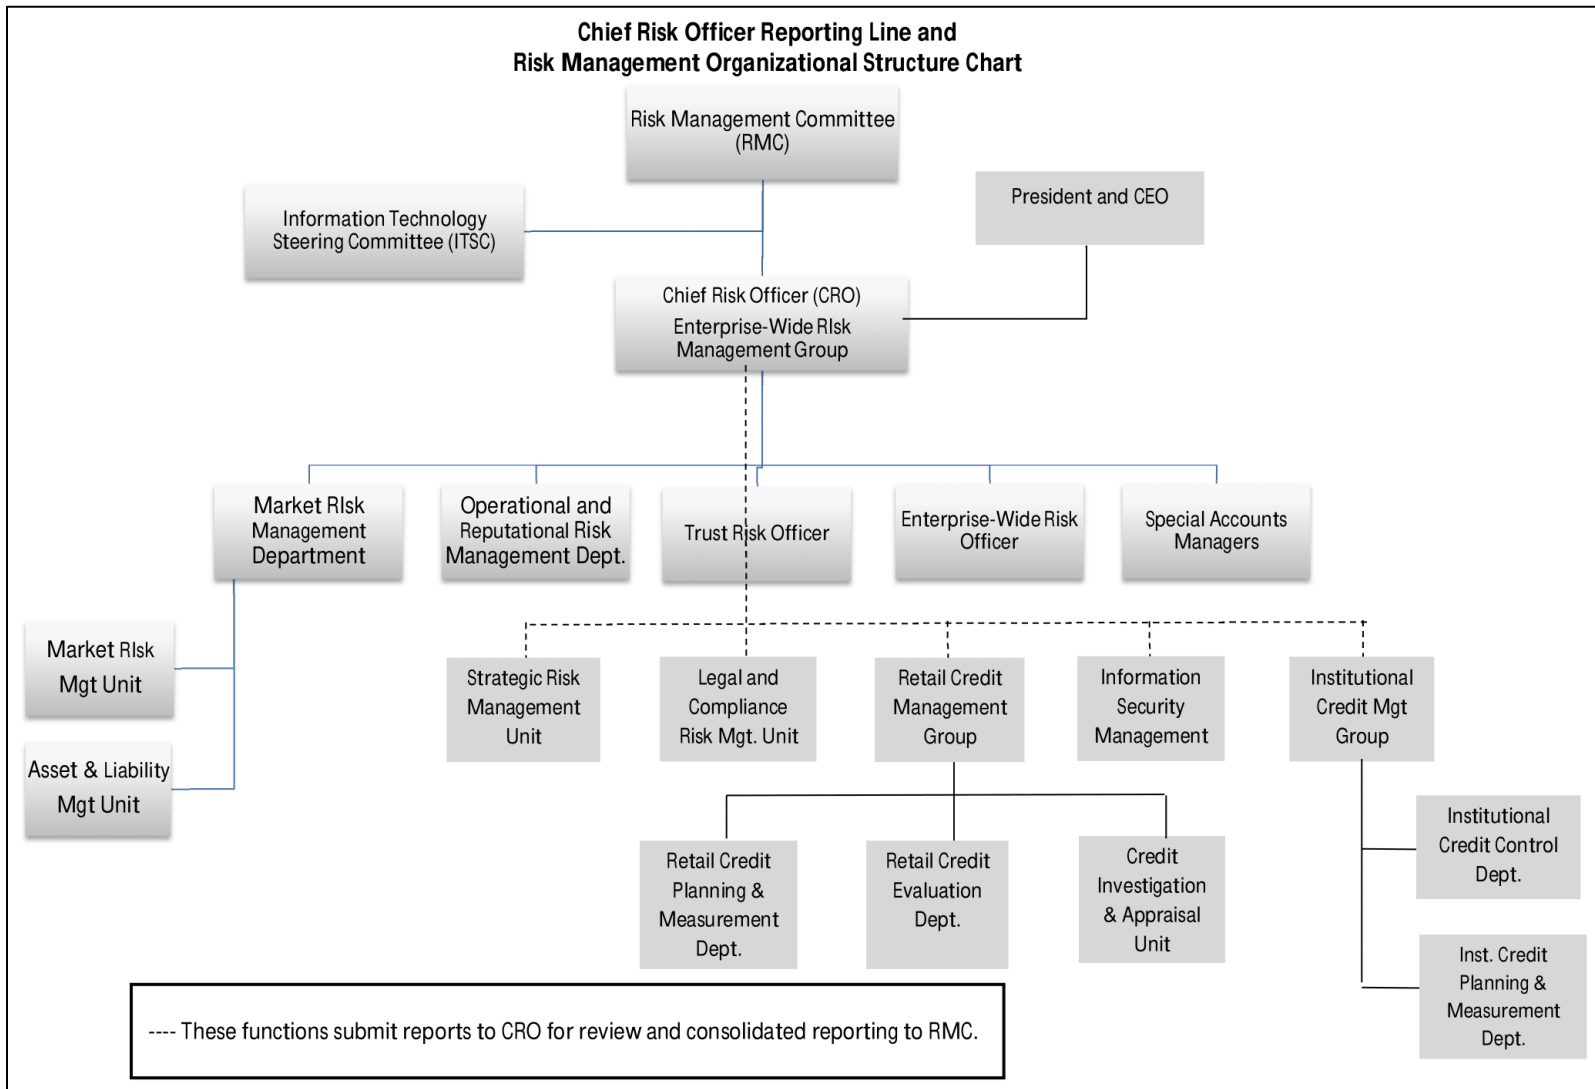 Chief Risk Officer Reporting Line and
Risk Management Organizational Structure Chart
Risk Management Committee
(RMC)
Information Technology
Steering Committee (ITSC)
President and CEO
Chief Risk Officer (CRO)
Enterprise-Wide RIsk
Management Group
Market RIsk
Management
Department
Operational and
Reputational Risk
Management Dept.
Trust Risk Officer
Enterprise-Wide Risk
Officer
Special Accounts
Managers
Market RIsk
Mgt Unit
Asset & Liability
Mgt Unit
Strategic Risk
Management
Unit
Legal and
Compliance
Risk Mgt. Unit
Retail Credit
Management
Group
Information
Security
Management
Institutional
Credit Mgt
Group
Retail Credit
Planning &
Measurement
Dept.
Retail Credit
Evaluation
Dept.
Credit
Investigation
& Appraisal
Unit
Institutional
Credit Control
Dept.
Inst. Credit
Planning &
Measurement
Dept.
---- These functions submit reports to CRO for review and consolidated reporting to RMC.